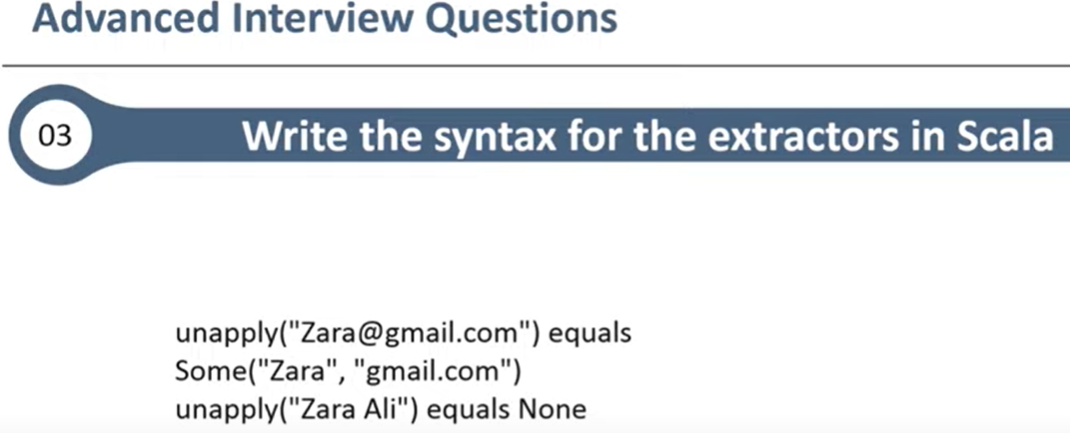 Advanced Interview Questions
03
Write the syntax for the extractors in Scala
unapply("Zara@gmail.com") equals
Some("Zara", "gmail.com")
unapply("Zara Ali") equals None